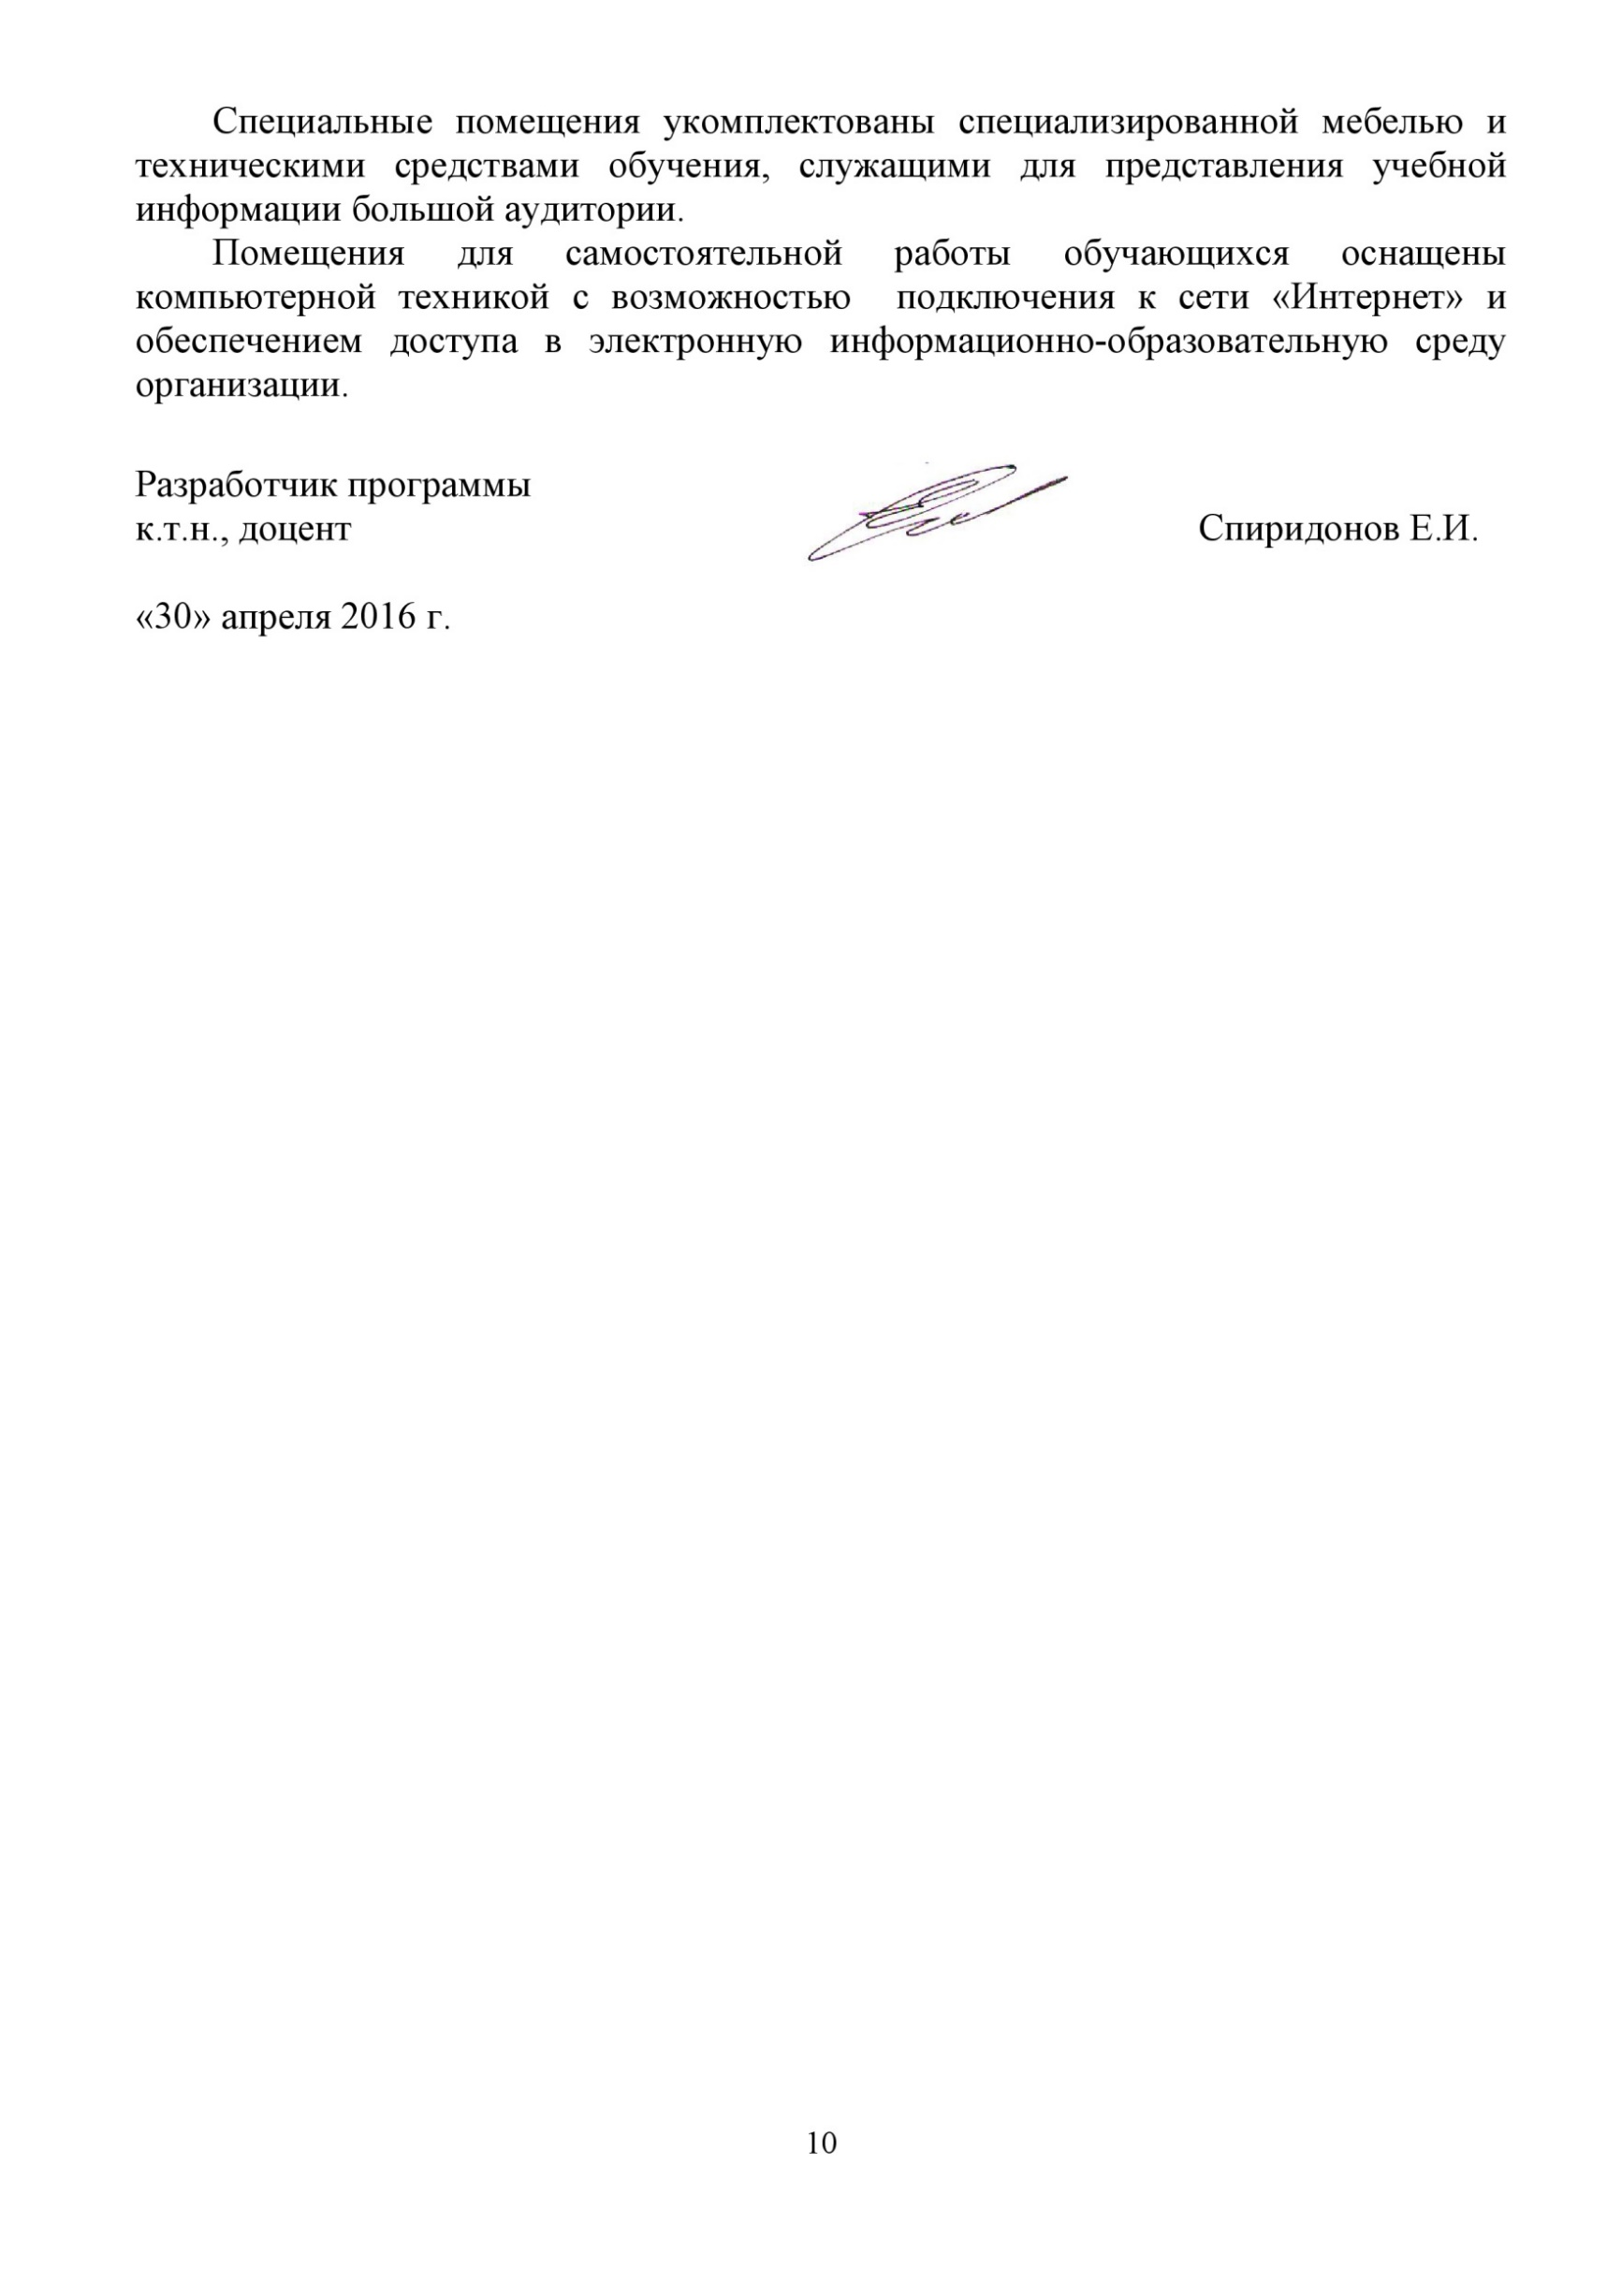 Специальные помещения укомплектованы специализированной мебелью и
техническими средствами обучения, служащими для представления учебной
информации большой аудитории.
Помещения для самостоятельной работы обучающихся оснащены
компьютерной техникой с возможностью подключения к сети «Интернет» и
обеспечением доступа в электронную информационно-образовательную среду
организации.
Разработчик программы
к.т.н., доцент Спиридонов Е.И.
«30» апреля 2016 г.
10